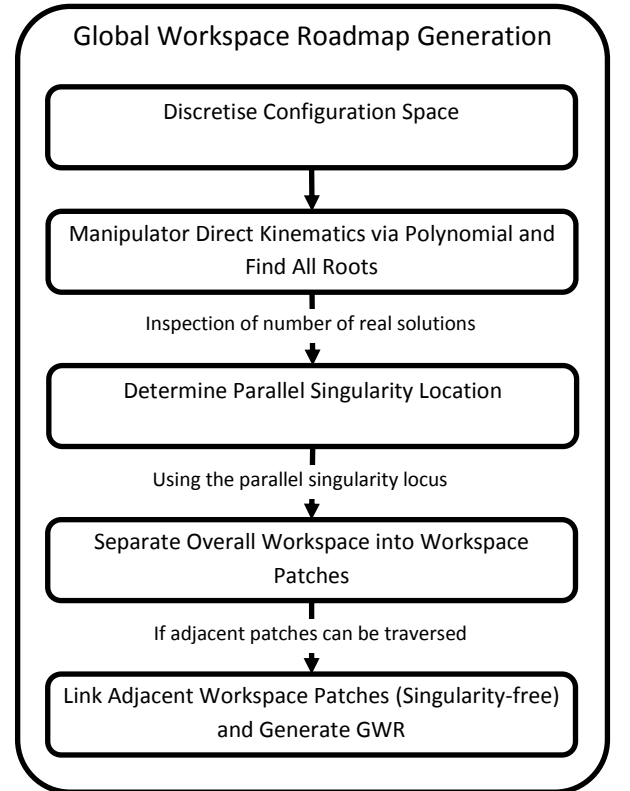 Global Workspace Roadmap Generation
Discretise Configuration Space
Manipulator Direct Kinematics via Polynomial and
Find All Roots
Inspection of number of real solutions
Determine Parallel Singularity Location
Using the parallel singularity locus
Separate Overall Workspace into Workspace
Patches
If adjacent patches can be traversed
Link Adjacent Workspace Patches (Singularity-free)
and Generate GWR